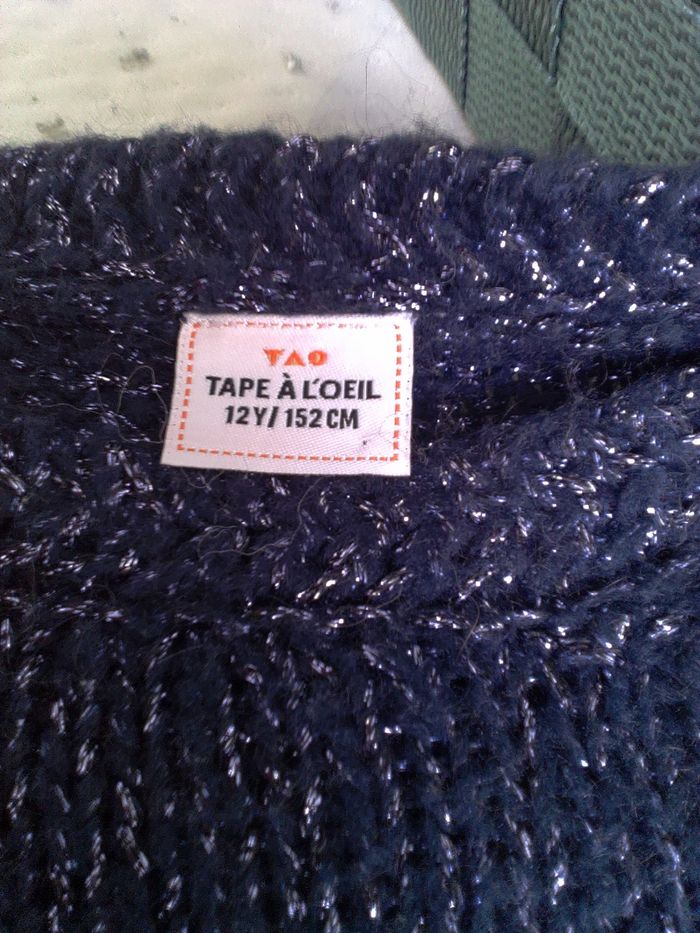 TAO
TAPE À L'OEIL
12Y/152CM